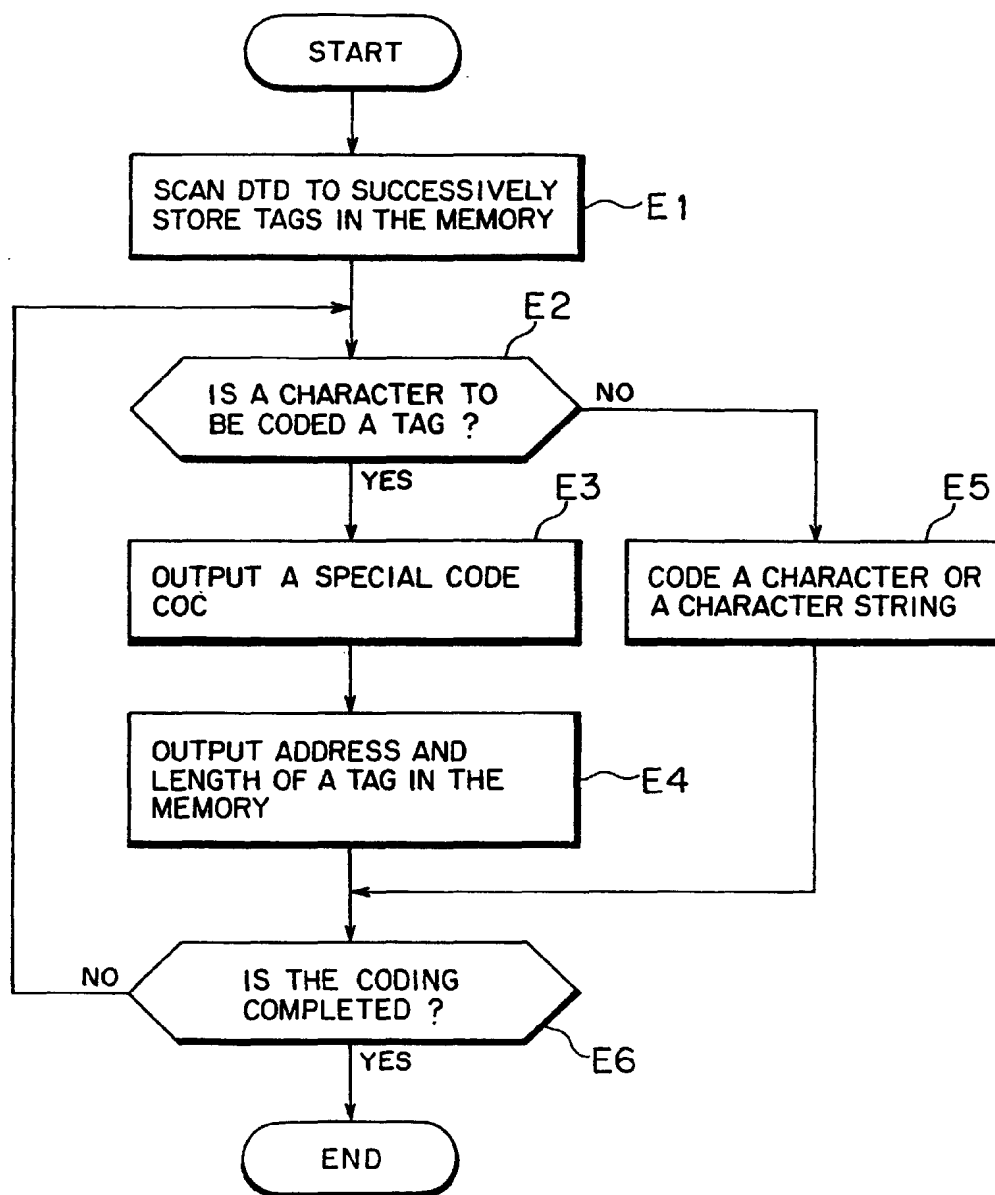 START
SCAN DTD TO SUCCESSIVELY
STORE TAGS IN THE MEMORY
E1
E2
IS A CHARACTER TO
BE CODED A TAG ?
NO
YES
E3
OUTPUT A SPECIAL CODE
COC
E5
CODE A CHARACTER OR
A CHARACTER STRING
OUTPUT ADDRESS AND
LENGTH OF A TAG IN THE
MEMORY
E4
NO
IS THE CODING
COMPLETED ?
E6
YES
END